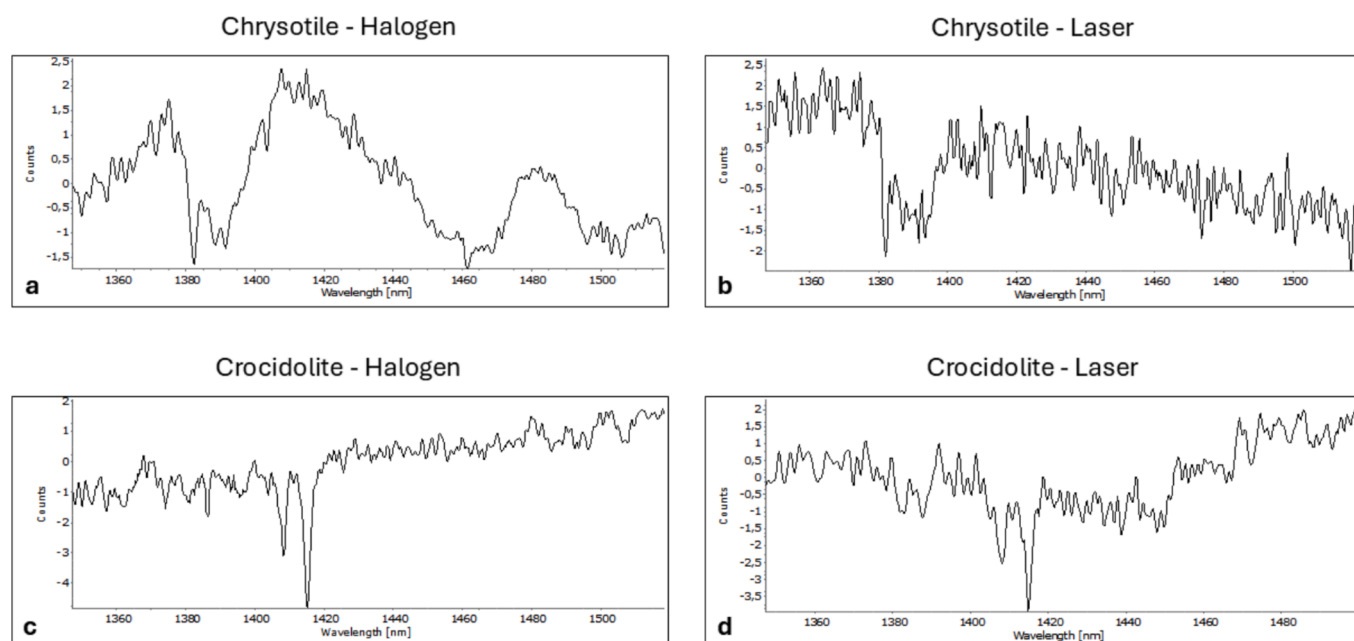 Chrysotile - Halogen
2,5
2
1,5
1
0,5
0
-0,5
-1
-1,5
Counts
1360 1380 1400 1420 1440 1460 1480 1500
Wavelength [nm]
a
Chrysotile - Laser
2,5
2
1,5
1
0,5
0
-0,5
-1
-1,5
-2
Counts
1360 1380 1400 1420 1440 1460 1480 1500
Wavelength [nm]
b
Crocidolite - Halogen
2
1
0
-1
-2
-3
-4
Counts
1360 1380 1400 1420 1440 1460 1480 1500
Wavelength [nm]
c
Crocidolite - Laser
2
1,5
1
0,5
0
-0,5
-1
-1,5
-2
-2,5
-3
-3,5
Counts
1360 1380 1400 1420 1440 1460 1480
Wavelength [nm]
d